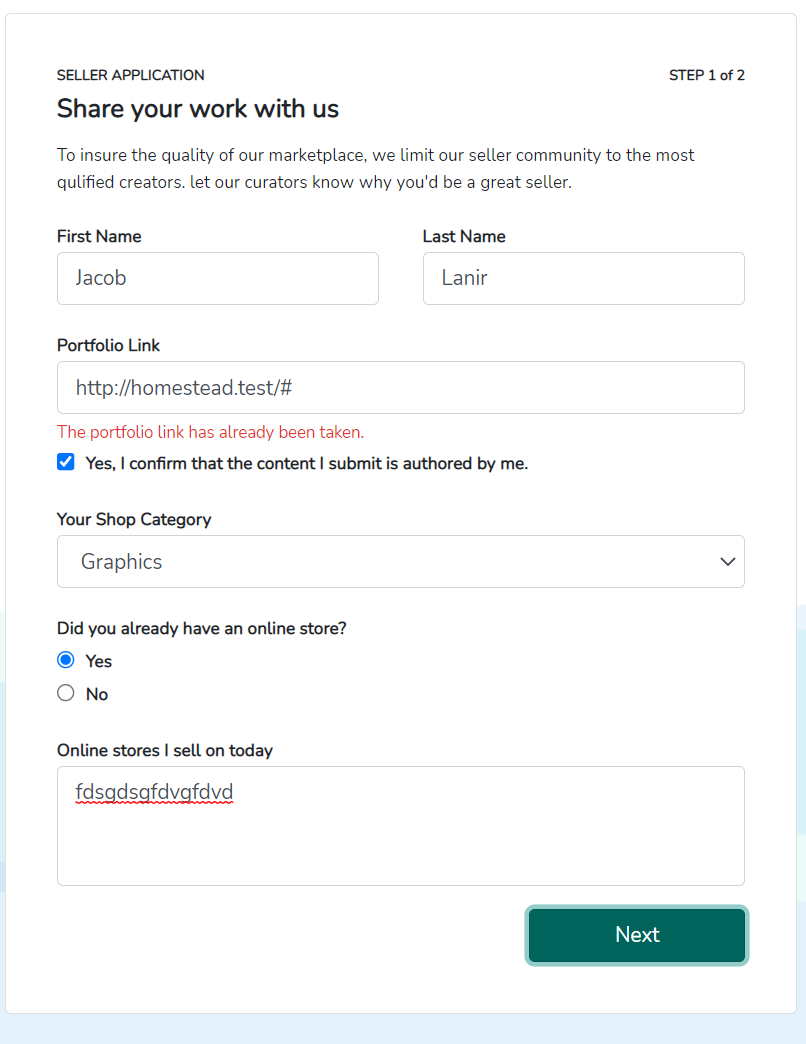 SELLER APPLICATION STEP 1 of 2
Share your work with us
To insure the quality of our marketplace, we limit our seller community to the most
qulified creators. let our curators know why you'd be a great seller.
First Name Last Name
Jacob Lanir
Portfolio Link
http://homestead.test/#
The portfolio link has already been taken.
Yes, I confirm that the content I submit is authored by me.
Your Shop Category
Graphics
Did you already have an online store?
Yes
No
Online stores I sell on today
fdsgdsgfdvgfdvd
Next